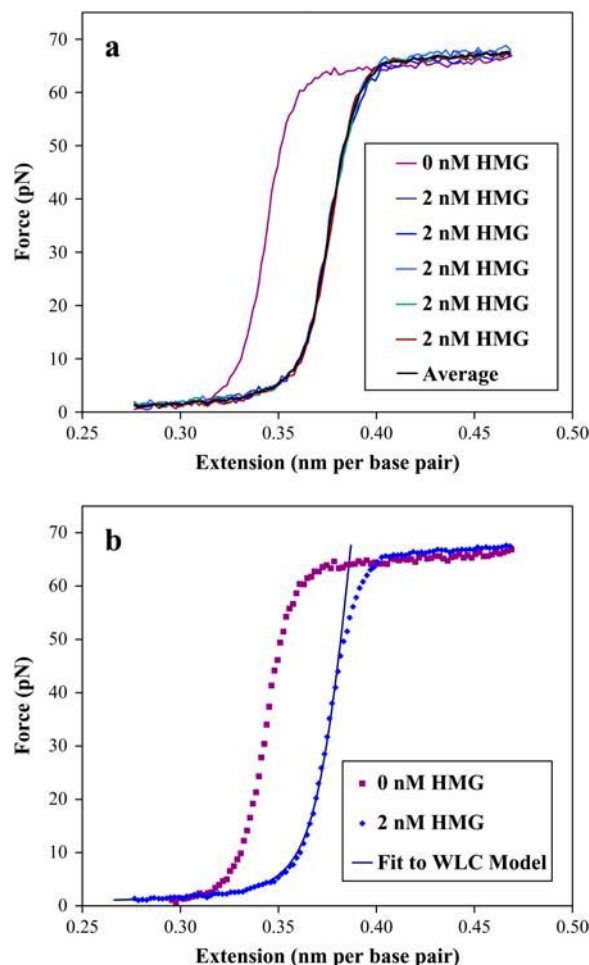 a
70
60
50
40
30
20
10
0
Force (pN)
0 nM HMG
2 nM HMG
2 nM HMG
2 nM HMG
2 nM HMG
2 nM HMG
Average
0.25 0.30 0.35 0.40 0.45 0.50
Extension (nm per base pair)
b
70
60
50
40
30
20
10
0
Force (pN)
0 nM HMG
2 nM HMG
Fit to WLC Model
0.25 0.30 0.35 0.40 0.45 0.50
Extension (nm per base pair)